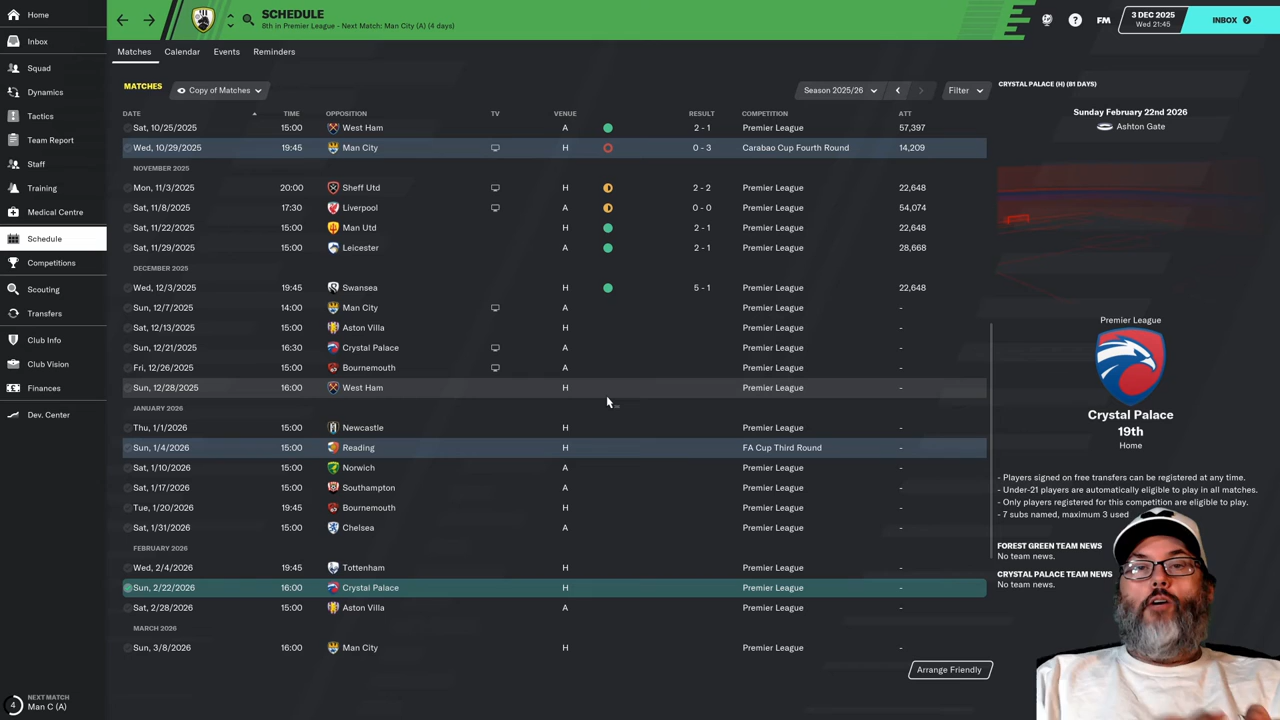 Home
SCHEDULE
8th in Premier League - Next Match: Man City (A) (4 days)
FM
3 DEC 2025
Wed 21:45
INBOX
Inbox
Squad
Dynamics
Tactics
Team Report
Staff
Training
Medical Centre
Schedule
Competitions
Scouting
Transfers
Club Info
Club Vision
Finances
Dev. Center
4
NEXT MATCH
Man C (A)
Matches Calendar Events Reminders
MATCHES Copy of Matches Season 2025/26 Filter
DATE TIME OPPOSITION TV VENUE RESULT COMPETITION ATT
Sat, 10/25/2025 15:00 West Ham A 2 - 1 Premier League 57,397
Wed, 10/29/2025 19:45 Man City H 0 - 3 Carabao Cup Fourth Round 14,209
NOVEMBER 2025
Mon, 11/3/2025 20:00 Sheff Utd H 2 - 2 Premier League 22,648
Sat, 11/8/2025 17:30 Liverpool A 0 - 0 Premier League 54,074
Sat, 11/22/2025 15:00 Man Utd H 2 - 1 Premier League 22,648
Sat, 11/29/2025 15:00 Leicester A 2 - 1 Premier League 28,668
DECEMBER 2025
Wed, 12/3/2025 19:45 Swansea H 5 - 1 Premier League 22,648
Sun, 12/7/2025 14:00 Man City A Premier League -
Sat, 12/13/2025 15:00 Aston Villa H Premier League -
Sun, 12/21/2025 16:30 Crystal Palace A Premier League -
Fri, 12/26/2025 15:00 Bournemouth A Premier League -
Sun, 12/28/2025 16:00 West Ham H Premier League -
JANUARY 2026
Thu, 1/1/2026 15:00 Newcastle H Premier League -
Sun, 1/4/2026 15:00 Reading H FA Cup Third Round -
Sat, 1/10/2026 15:00 Norwich A Premier League -
Sat, 1/17/2026 15:00 Southampton A Premier League -
Tue, 1/20/2026 19:45 Bournemouth H Premier League -
Sat, 1/31/2026 15:00 Chelsea A Premier League -
FEBRUARY 2026
Wed, 2/4/2026 19:45 Tottenham H Premier League -
Sun, 2/22/2026 16:00 Crystal Palace H Premier League -
Sat, 2/28/2026 15:00 Aston Villa A Premier League -
MARCH 2026
Sun, 3/8/2026 16:00 Man City H Premier League -
Arrange Friendly
CRYSTAL PALACE (H) (81 DAYS)
Sunday February 22nd 2026
Ashton Gate
Premier League
Crystal Palace
19th
Home
- Players signed on free transfers can be registered at any time.
- Under-21 players are automatically eligible to play in all matches.
- Only players registered for this competition are eligible to play.
- 7 subs named, maximum 3 used
FOREST GREEN TEAM NEWS
No team news.
CRYSTAL PALACE TEAM NEWS
No team news.